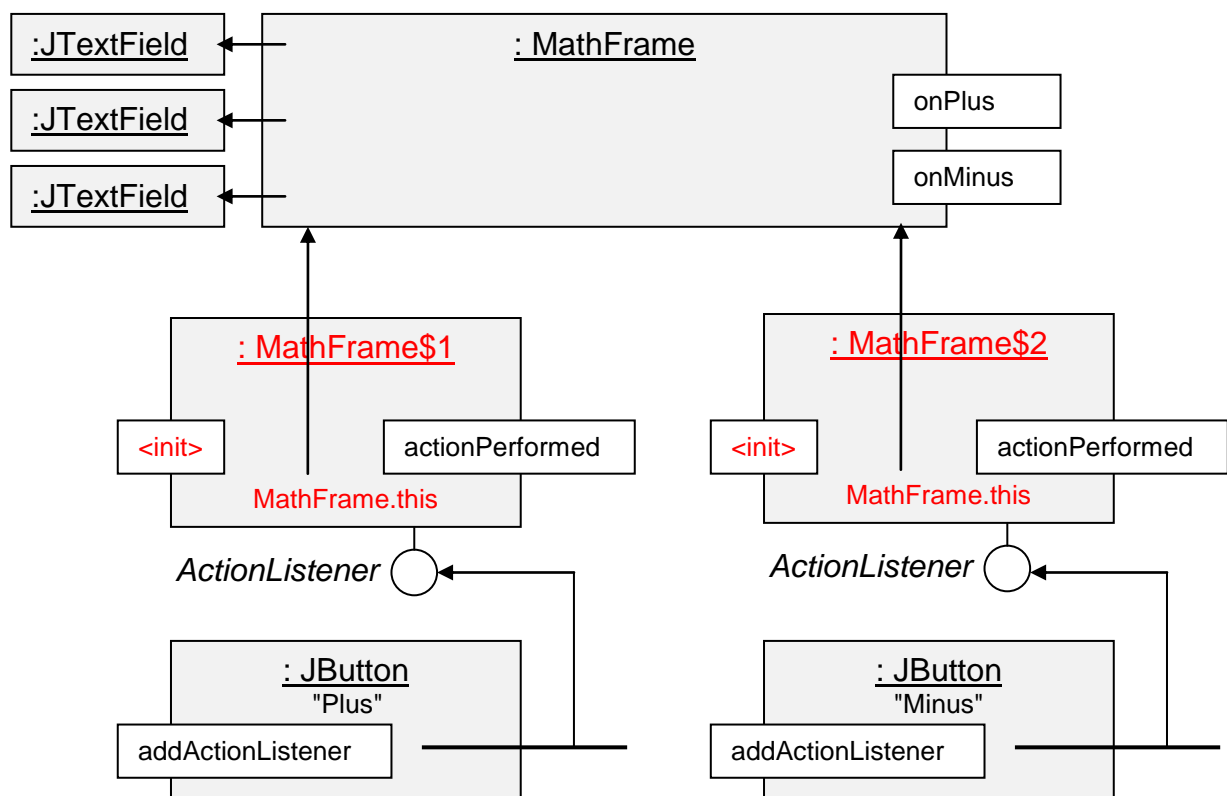 :JTextField
: MathFrame
onPlus
:JTextField
onMinus
:JTextField
: MathFrame$1
: MathFrame$2
<init>
actionPerformed
<init>
actionPerformed
MathFrame.this
MathFrame.this
ActionListener
ActionListener
: JButton
"Plus"
: JButton
"Minus"
addActionListener
addActionListener